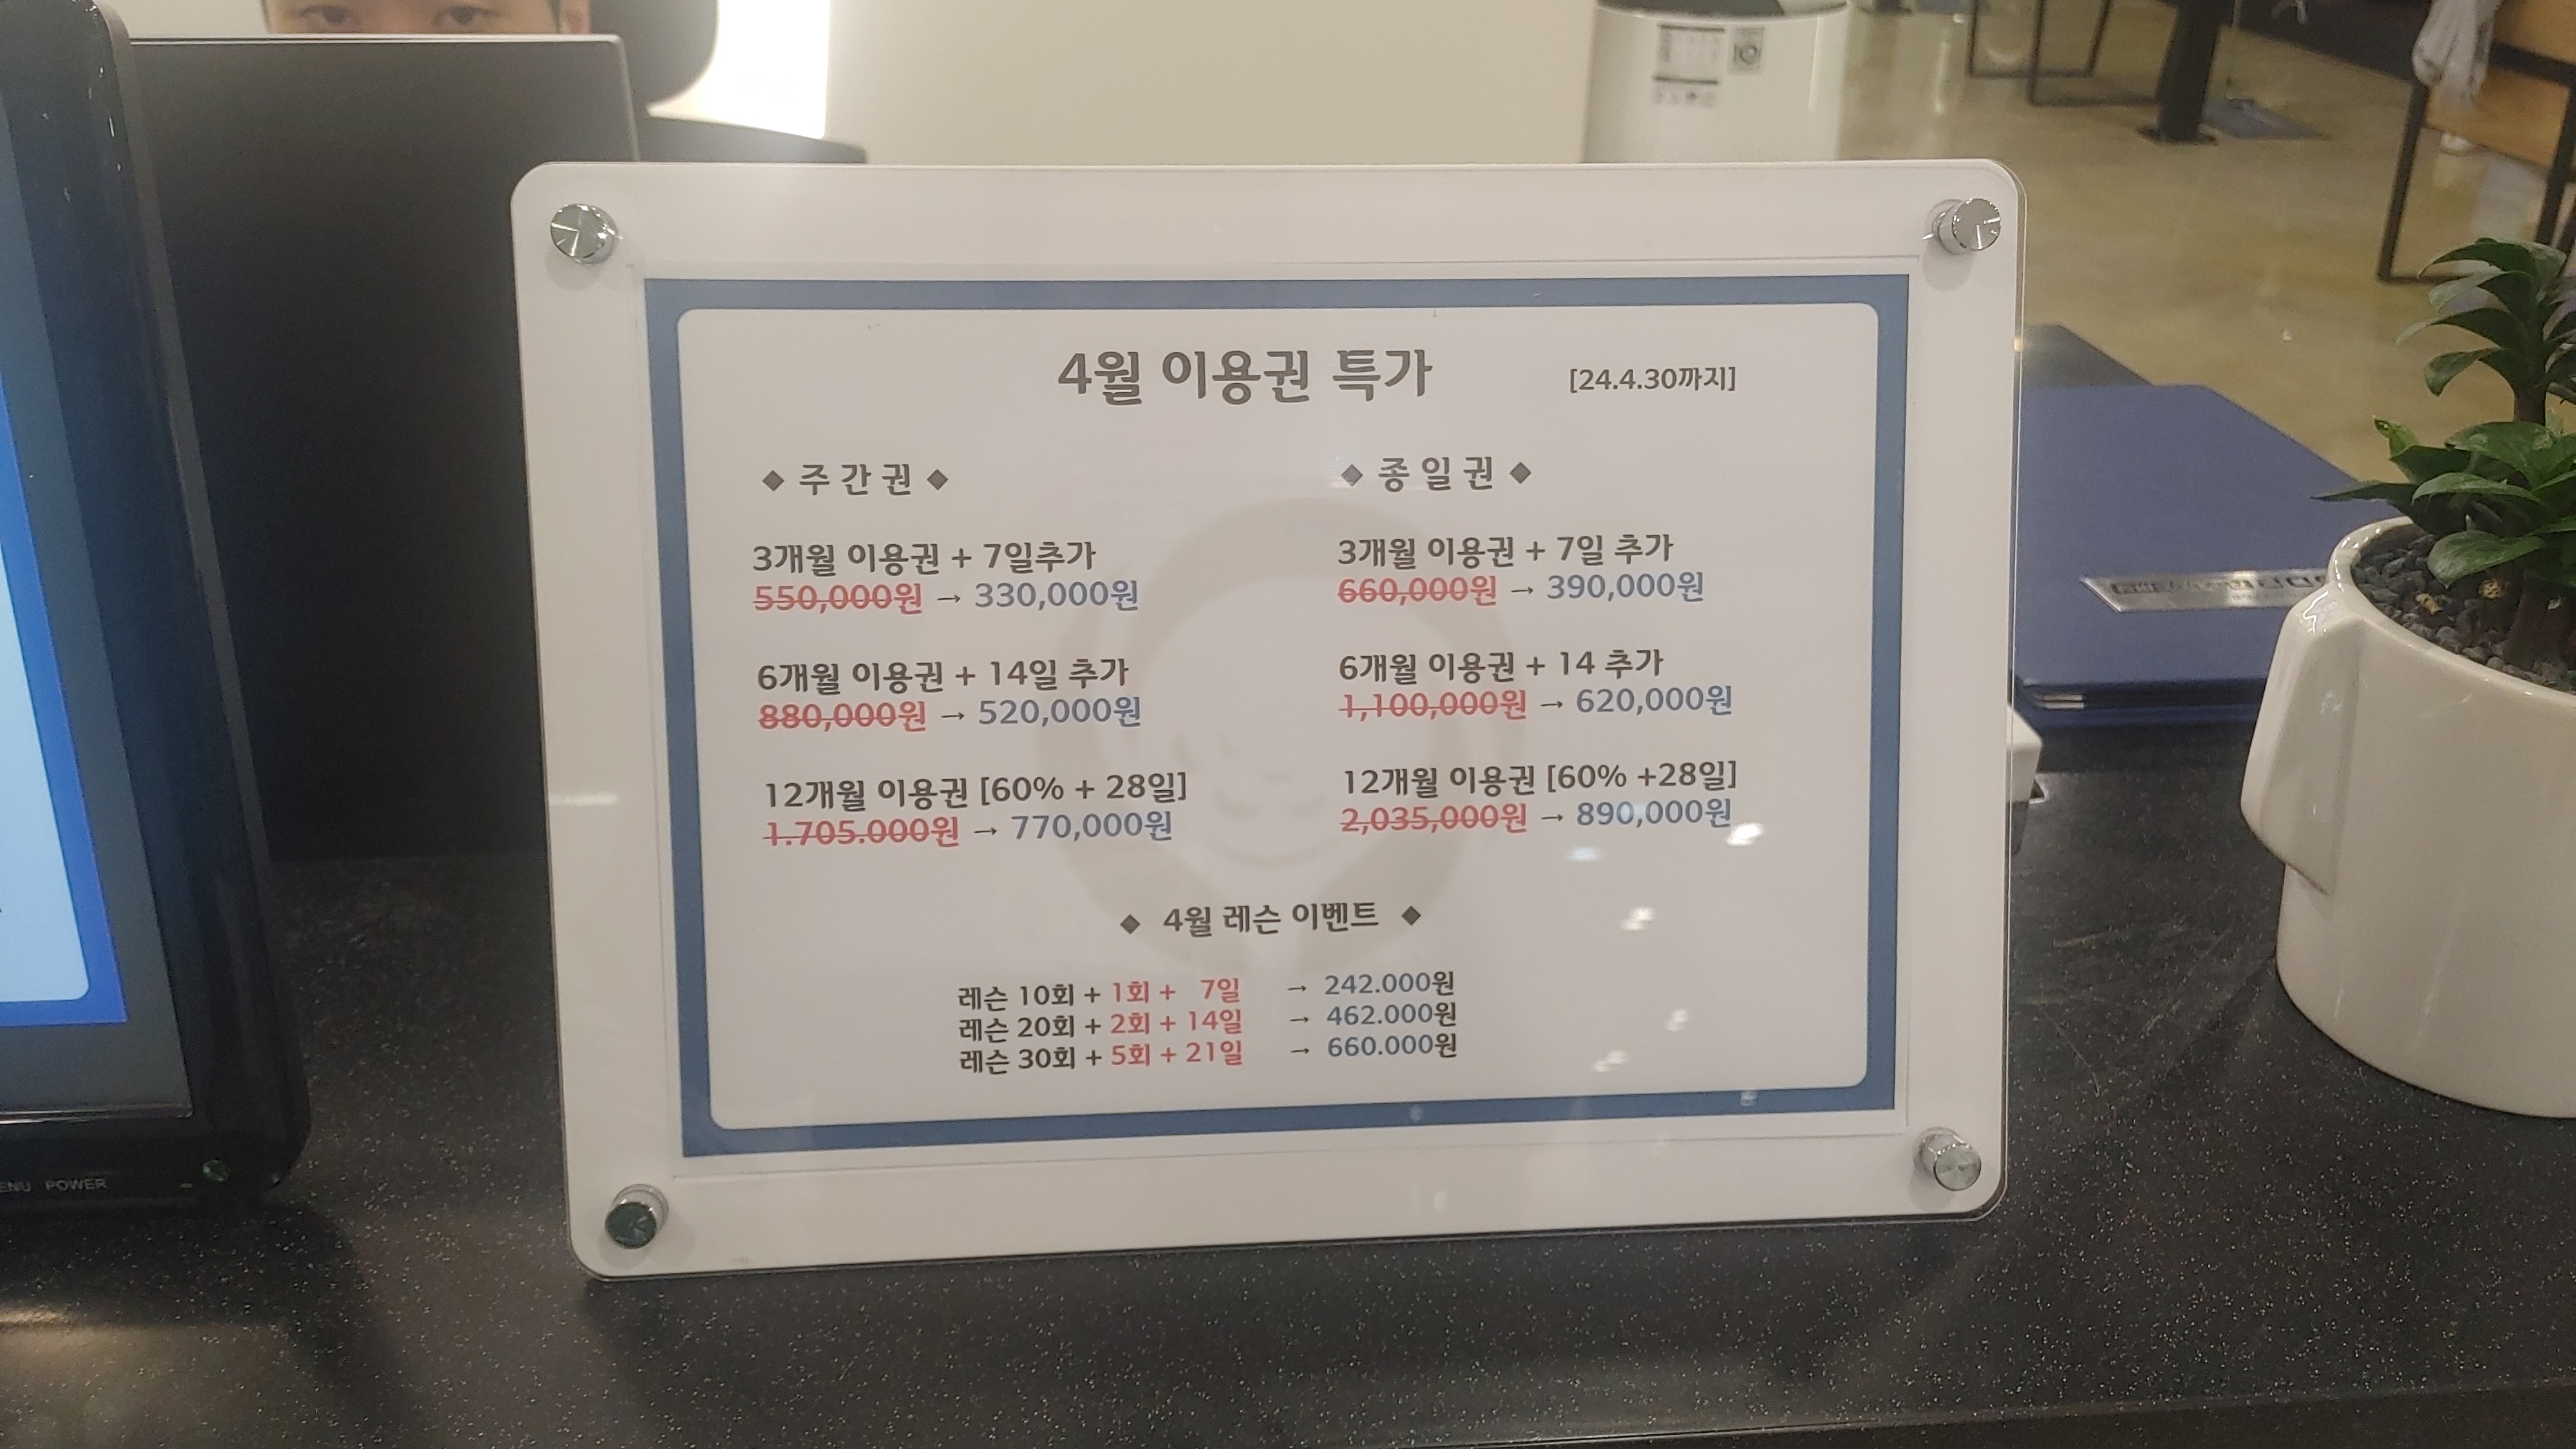 4월 이용권 특가
[24.4.30까지]
◆ 주 간 권 ◆
3개월 이용권 + 7일추가
550,000원 → 330,000원
6개월 이용권 + 14일 추가
880,000원 → 520,000원
12개월 이용권 [60% + 28일]
1.705.000원 → 770,000원
◆ 종 일 권 ◆
3개월 이용권 + 7일 추가
660,000원 → 390,000원
6개월 이용권 + 14 추가
1,100,000원 → 620,000원
12개월 이용권 [60% +28일]
2,035,000원 → 890,000원
◆ 4월 레슨 이벤트 ◆
레슨 10회 + 1회 + 7일 → 242.000원
레슨 20회 + 2회 + 14일 → 462.000원
레슨 30회 + 5회 + 21일 → 660.000원
POWER